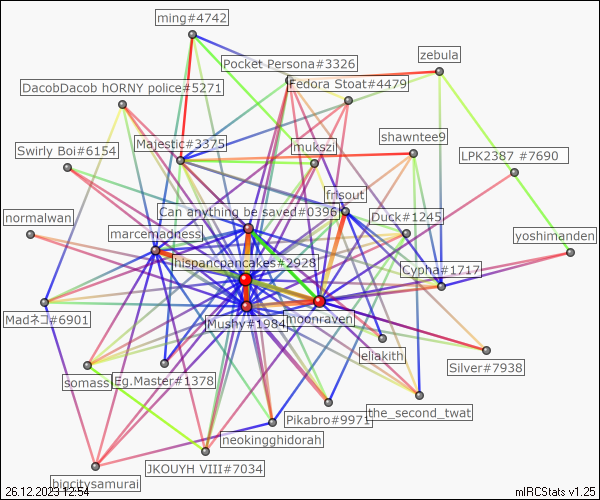 ming#4742
Pocket Persona#3326
zebula
DacobDacob hORNY police#5271
Fedora Stoat#4479
Majestic#3375
mukszi
shawntee9
Swirly Boi#6154
LPK2387 #7690
frisout
Can anything be saved#0396
Duck#1245
normalwan
marcemadness
yoshimanden
hispancpancakes#2928
Cypha#1717
Madネコ#6901
Mushy#1984
moonraven
eliakith
Silver#7938
somass
Eg.Master#1378
Pikabro#9971
the_second_twat
neokingghidorah
JKOUYH VIII#7034
bigcitysamurai
26.12.2023 12:54
mIRCStats v1.25